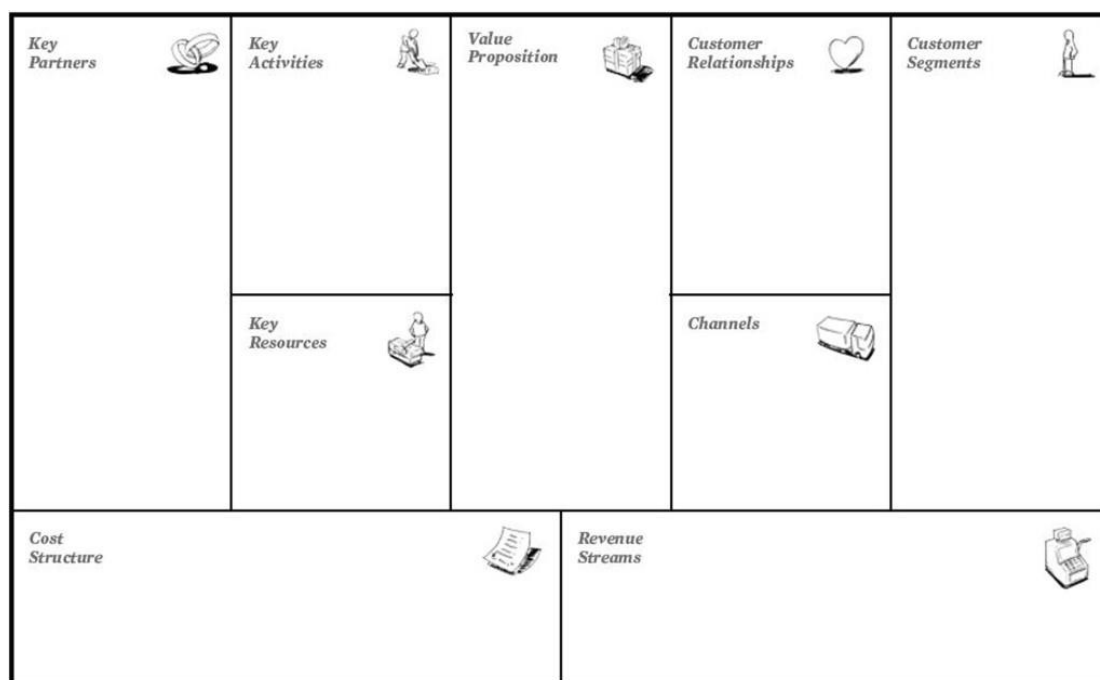 Key
Partners
Key
Activities
Value
Proposition
Customer
Relationships
Customer
Segments
Key
Resources
Channels
Cost
Structure
Revenue
Streams